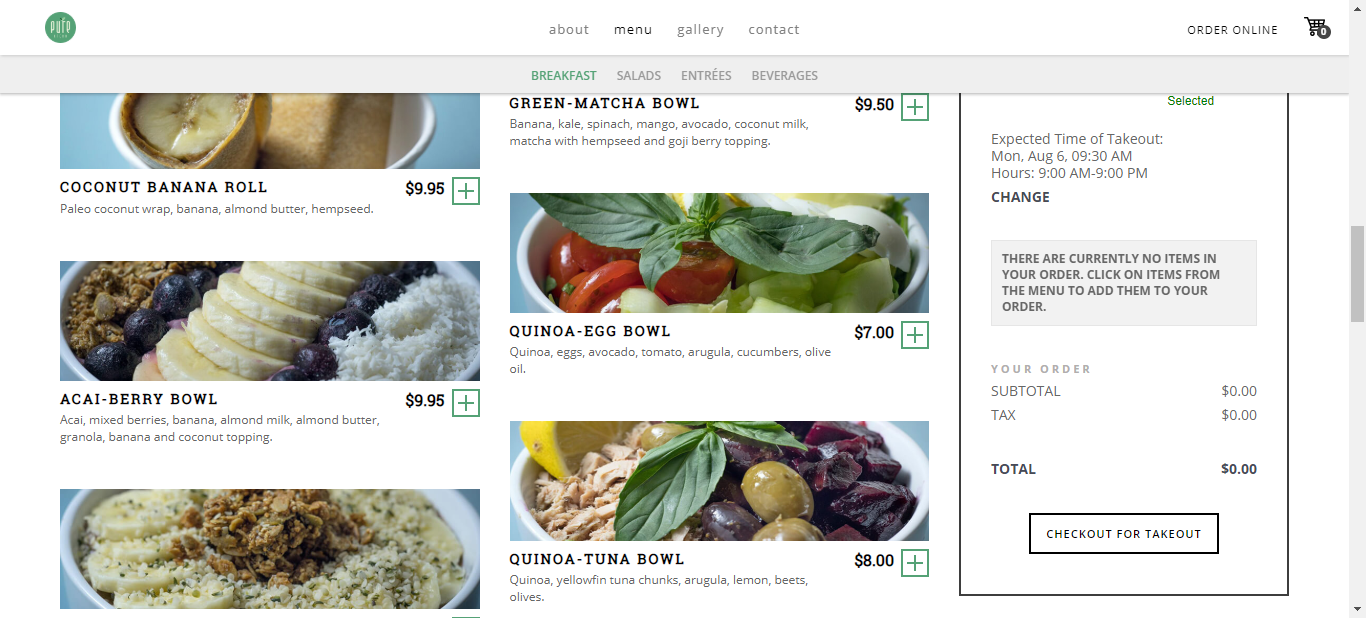 pure
about
menu
gallery
contact
ORDER ONLINE
0
BREAKFAST
SALADS
ENTRÉES
BEVERAGES
COCONUT BANANA ROLL
$9.95
Paleo coconut wrap, banana, almond butter, hempseed.
ACAI-BERRY BOWL
$9.95
Acai, mixed berries, banana, almond milk, almond butter,
granola, banana and coconut topping.
GREEN-MATCHA BOWL
$9.50
Banana, kale, spinach, mango, avocado, coconut milk,
matcha with hempseed and goji berry topping.
QUINOA-EGG BOWL
$7.00
Quinoa, eggs, avocado, tomato, arugula, cucumbers, olive
oil.
QUINOA-TUNA BOWL
$8.00
Quinoa, yellowfin tuna chunks, arugula, lemon, beets,
olives.
Selected
Expected Time of Takeout:
Mon, Aug 6, 09:30 AM
Hours: 9:00 AM-9:00 PM
CHANGE
THERE ARE CURRENTLY NO ITEMS IN
YOUR ORDER. CLICK ON ITEMS FROM
THE MENU TO ADD THEM TO YOUR
ORDER.
YOUR ORDER
SUBTOTAL $0.00
TAX $0.00
TOTAL $0.00
CHECKOUT FOR TAKEOUT